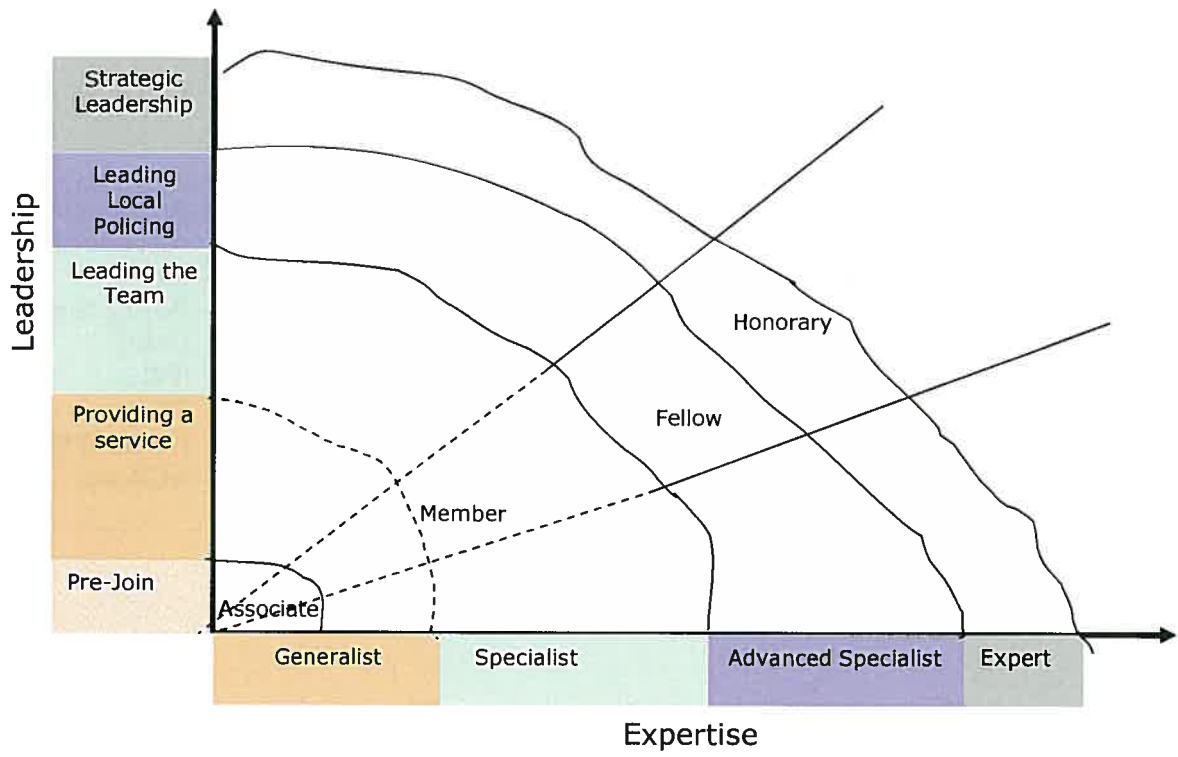 Strategic
Leadership
Leading
Local
Policing
Leading the
Team
Providing a
service
Pre-Join
Leadership
Honorary
Fellow
Member
Associate
Generalist
Specialist
Advanced Specialist
Expert
Expertise